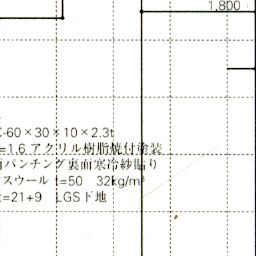 1,800
C-60×30×10×2.3t
t=1.6アクリル樹脂焼付塗装
パンチング裏面寒冷紗貼り
スウール t=50 32kg/m³
t=21+9 LGS下地